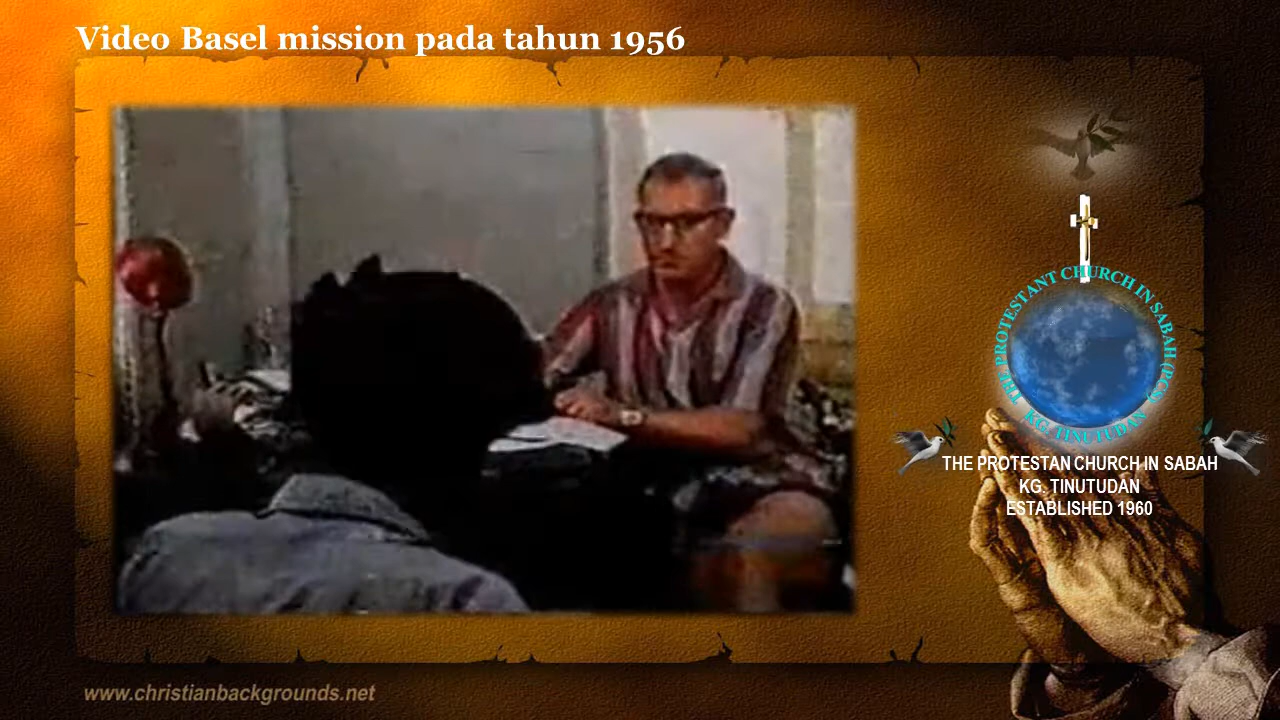 Video Basel mission pada tahun 1956
THE PROTESTANT CHURCH IN SABAH (PCS)
KG. TINUTUDAN
THE PROTESTAN CHURCH IN SABAH
KG. TINUTUDAN
ESTABLISHED 1960
www.christianbackgrounds.net